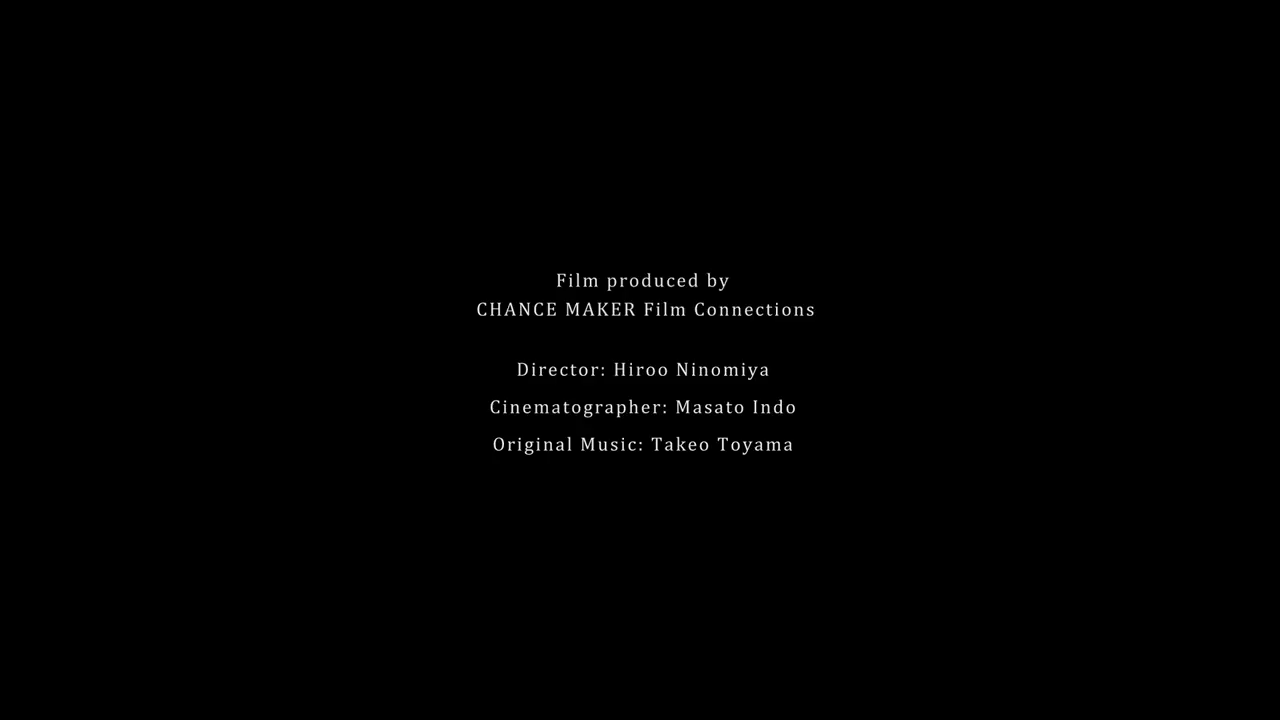 Film produced by
CHANCE MAKER Film Connections
Director: Hiroo Ninomiya
Cinematographer: Masato Indo
Original Music: Takeo Toyama